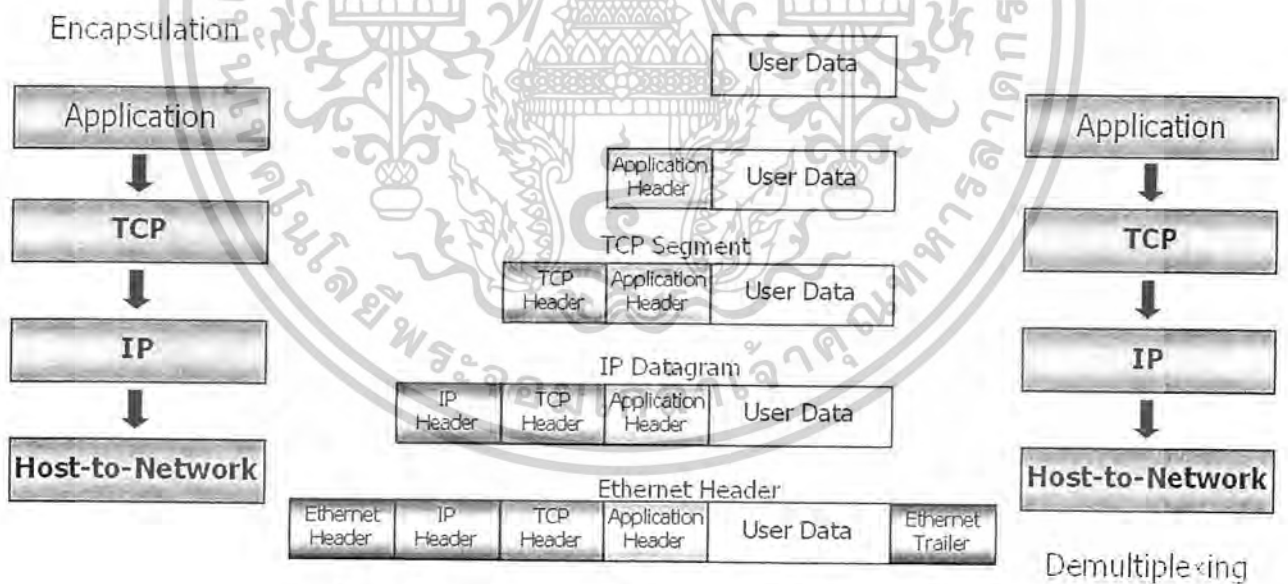 Encapsulation
Application
TCP
IP
Host-to-Network
User Data
Application
Header
User Data
TCP Segment
TCP
Header
Application
Header
User Data
IP Datagram
IP
Header
TCP
Header
Application
Header
User Data
Ethernet Header
Ethernet
Header
IP
Header
TCP
Header
Application
Header
User Data
Ethernet
Trailer
Application
TCP
IP
Host-to-Network
Demultiplexing